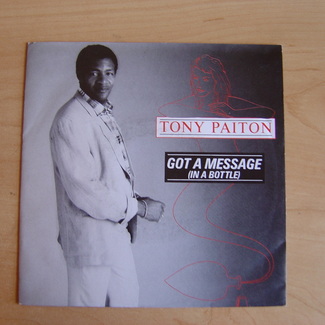 TONY PAITON
GOT A MESSAGE
(IN A BOTTLE)